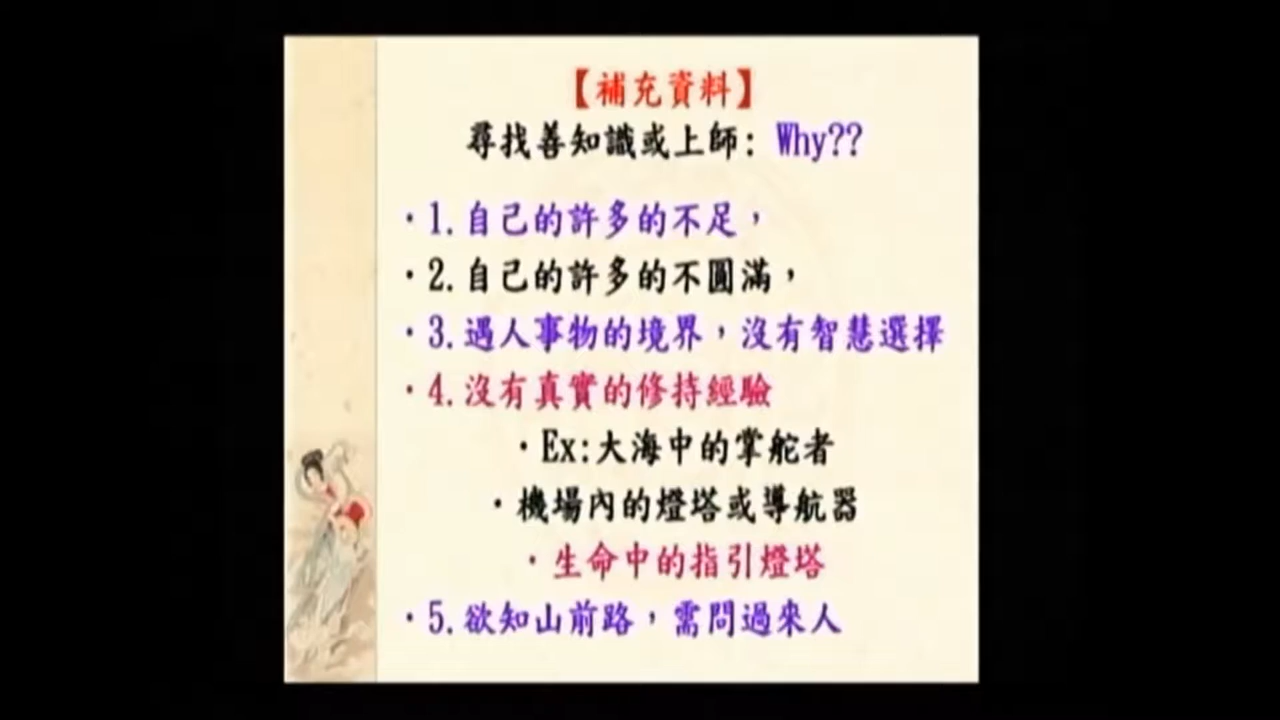 【補充資料】
尋找善知識或上師: Why??
·1.自己的許多的不足，
·2.自己的許多的不圓滿，
·3.遇人事物的境界，沒有智慧選擇
·4.沒有真實的修持經驗
·Ex:大海中的掌舵者
·機場內的燈塔或導航器
·生命中的指引燈塔
·5.欲知山前路，需問過來人